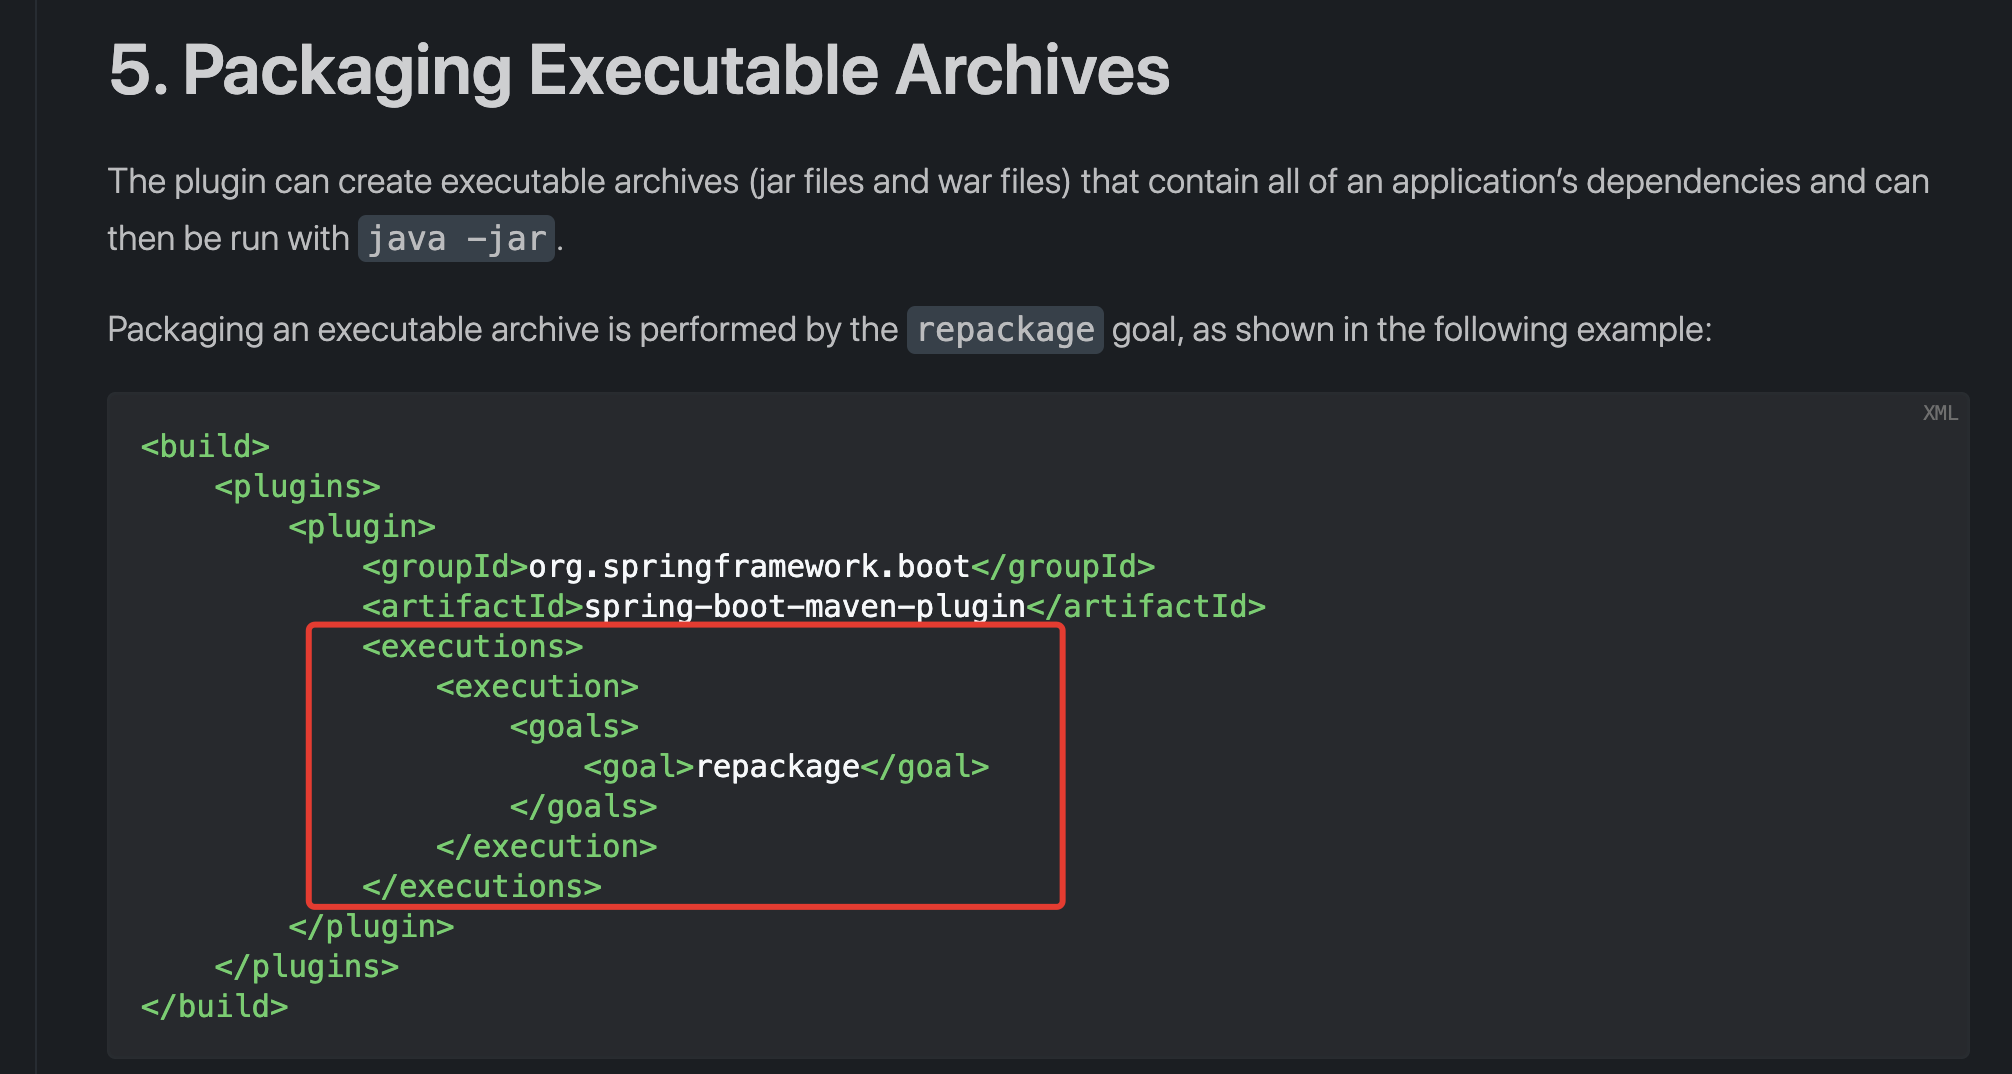 5. Packaging Executable Archives
The plugin can create executable archives (jar files and war files) that contain all of an application’s dependencies and can
then be run with java -jar.
Packaging an executable archive is performed by the repackage goal, as shown in the following example:
XML
<build>
    <plugins>
        <plugin>
            <groupId>org.springframework.boot</groupId>
            <artifactId>spring-boot-maven-plugin</artifactId>
            <executions>
                <execution>
                    <goals>
                        <goal>repackage</goal>
                    </goals>
                </execution>
            </executions>
        </plugin>
    </plugins>
</build>